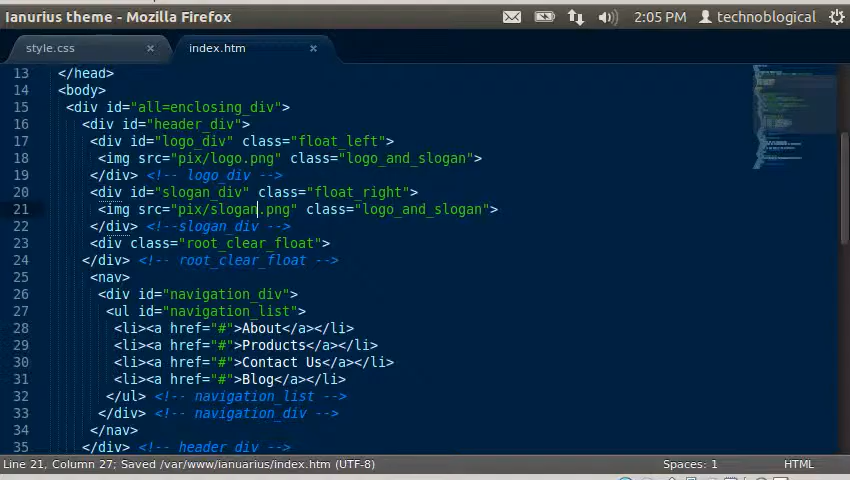 Ianurius theme - Mozilla Firefox
2:05 PM
technoblogical
style.css
index.htm
13 </head>
14 <body>
15 <div id="all=enclosing_div">
16 <div id="header_div">
17 <div id="logo_div" class="float_left">
18 <img src="pix/logo.png" class="logo_and_slogan">
19 </div> <!-- logo_div -->
20 <div id="slogan_div" class="float_right">
21 <img src="pix/slogan.png" class="logo_and_slogan">
22 </div> <!--slogan_div -->
23 <div class="root_clear_float">
24 </div> <!-- root_clear_float -->
25 <nav>
26 <div id="navigation_div">
27 <ul id="navigation_list">
28 <li><a href="#">About</a></li>
29 <li><a href="#">Products</a></li>
30 <li><a href="#">Contact Us</a></li>
31 <li><a href="#">Blog</a></li>
32 </ul> <!-- navigation_list -->
33 </div> <!-- navigation_div -->
34 </nav>
35 </div> <!-- header_div -->
Line 21, Column 27; Saved /var/www/ianuarius/index.htm (UTF-8)
Spaces: 1
HTML